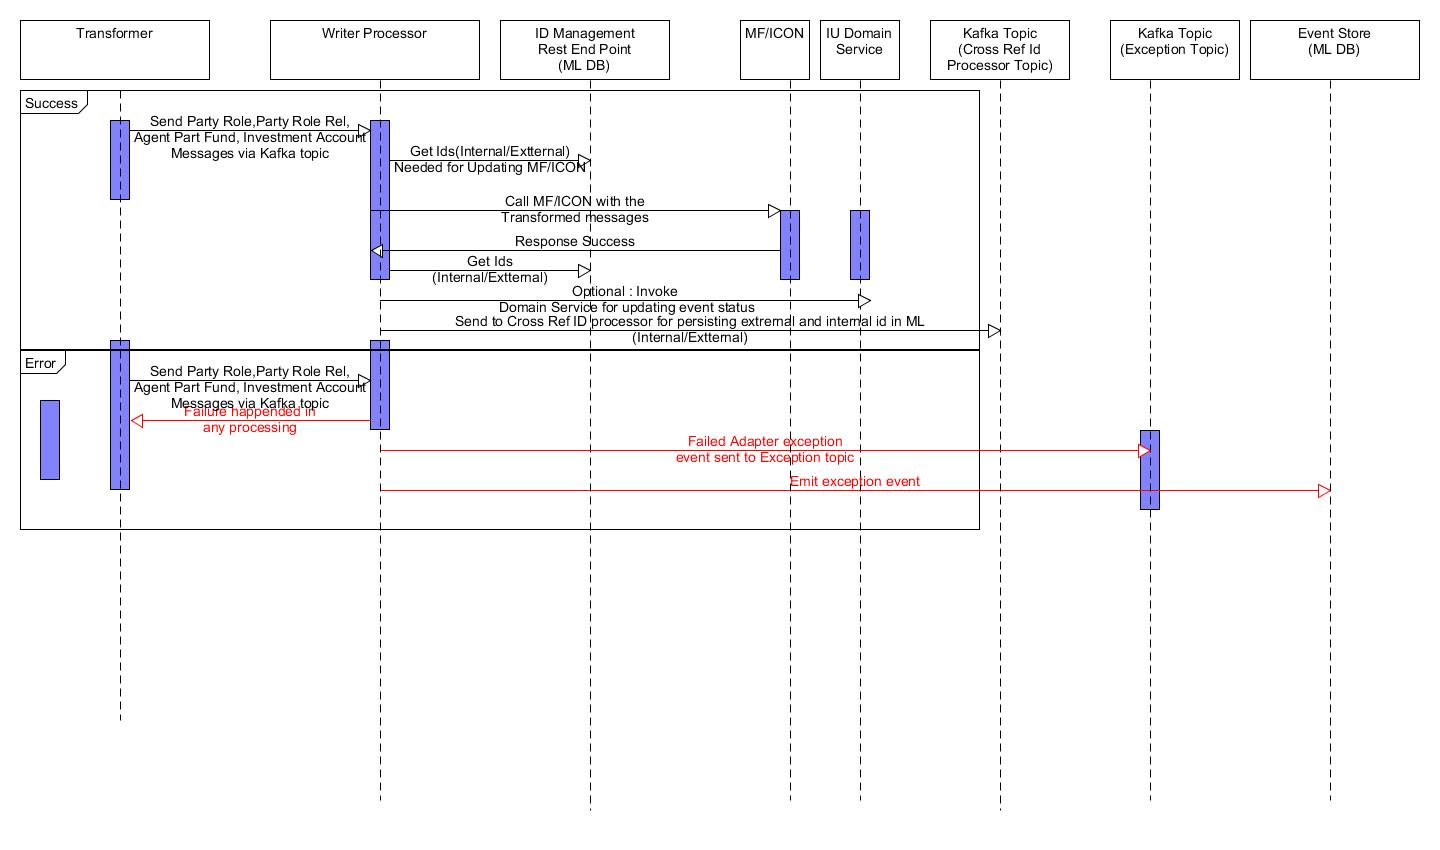 Transformer
Writer Processor
ID Management
Rest End Point
(ML DB)
MF/ICON
IU Domain
Service
Kafka Topic
(Cross Ref Id
Processor Topic)
Kafka Topic
(Exception Topic)
Event Store
(ML DB)
Success
Send Party Role,Party Role Rel,
Agent Part Fund, Investment Account
Messages via Kafka topic
Get Ids(Internal/Extternal)
Needed for Updating MF/ICON
Call MF/ICON with the
Transformed messages
Response Success
Get Ids
(Internal/Extternal)
Optional : Invoke
Domain Service for updating event status
Send to Cross Ref ID processor for persisting extrernal and internal id in ML
(Internal/Extternal)
Error
Send Party Role,Party Role Rel,
Agent Part Fund, Investment Account
Messages via Kafka topic
Failure happended in
any processing
Failed Adapter exception
event sent to Exception topic
Emit exception event